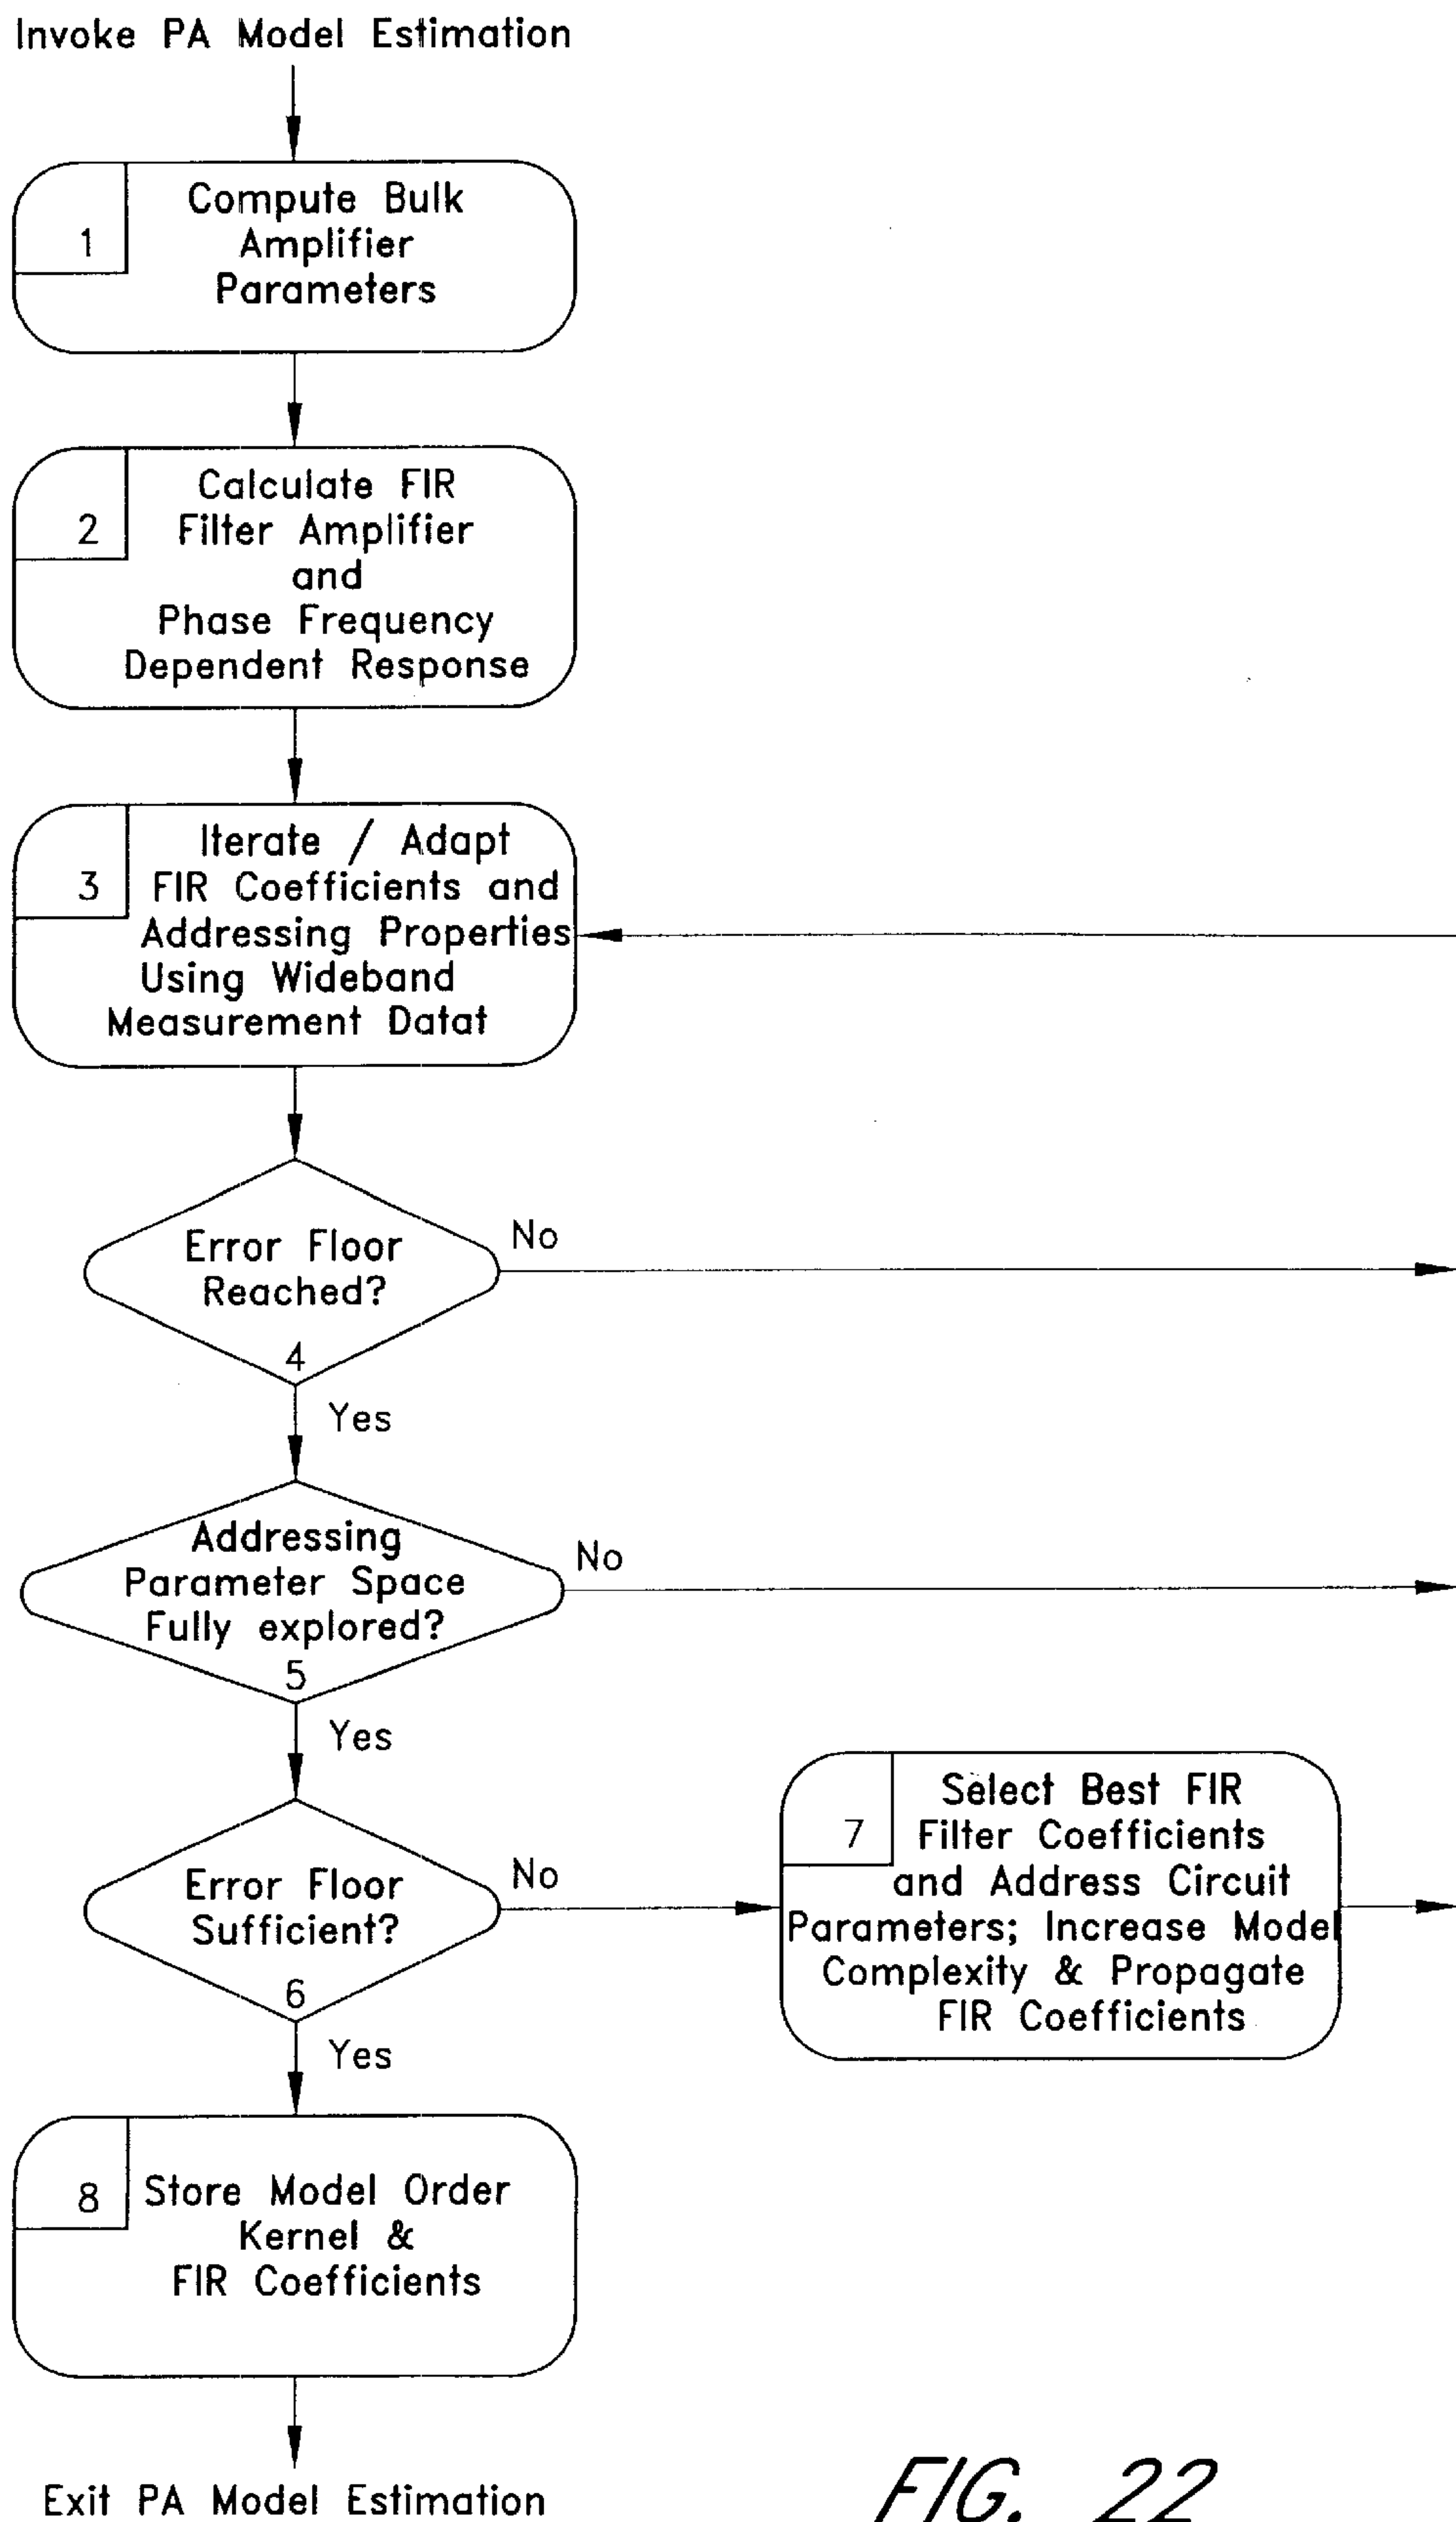 Invoke PA Model Estimation
1
Compute Bulk
Amplifier
Parameters
2
Calculate FIR
Filter Amplifier
and
Phase Frequency
Dependent Response
3
Iterate / Adapt
FIR Coefficients and
Addressing Properties
Using Wideband
Measurement Datat
Error Floor
Reached?
4
No
Yes
Addressing
Parameter Space
Fully explored?
5
No
Yes
Error Floor
Sufficient?
6
No
Yes
7
Select Best FIR
Filter Coefficients
and Address Circuit
Parameters; Increase Model
Complexity & Propagate
FIR Coefficients
8
Store Model Order
Kernel &
FIR Coefficients
Exit PA Model Estimation
FIG. 22